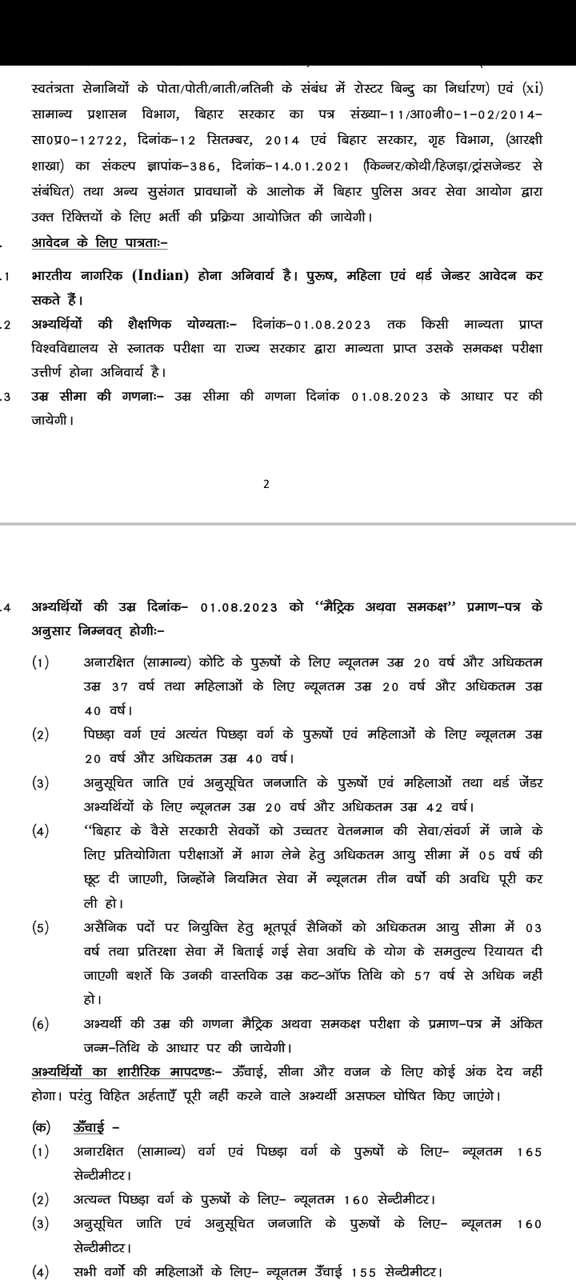 स्वतंत्रता सेनानियों के पोता/पोती/नाती/नतिनी के संबंध में रोस्टर बिन्दु का निर्धारण) एवं (xi)
सामान्य प्रशासन विभाग, बिहार सरकार का पत्र संख्या-11/आ0नी0-1-02/2014-
सा0प्र0-12722, दिनांक-12 सितम्बर, 2014 एवं बिहार सरकार, गृह विभाग, (आरक्षी
शाखा) का संकल्प ज्ञापांक-386, दिनांक-14.01.2021 (किन्नर/कोथी/हिजड़ा/ट्रांसजेन्डर से
संबंधित) तथा अन्य सुसंगत प्रावधानों के आलोक में बिहार पुलिस अवर सेवा आयोग द्वारा
उक्त रिक्तियों के लिए भर्ती की प्रक्रिया आयोजित की जायेगी।
. आवेदन के लिए पात्रताः-
.1 भारतीय नागरिक (Indian) होना अनिवार्य है। पुरूष, महिला एवं थर्ड जेन्डर आवेदन कर
सकते हैं।
.2 अभ्यर्थियों की शैक्षणिक योग्यताः- दिनांक-01.08.2023 तक किसी मान्यता प्राप्त
विश्वविद्यालय से स्नातक परीक्षा या राज्य सरकार द्वारा मान्यता प्राप्त उसके समकक्ष परीक्षा
उत्तीर्ण होना अनिवार्य है।
.3 उम्र सीमा की गणनाः- उम्र सीमा की गणना दिनांक 01.08.2023 के आधार पर की
जायेगी।
2
.4 अभ्यर्थियों की उम्र दिनांक- 01.08.2023 को ‘‘मैट्रिक अथवा समकक्ष’’ प्रमाण-पत्र के
अनुसार निम्नवत् होगीः-
(1) अनारक्षित (सामान्य) कोटि के पुरूषों के लिए न्यूनतम उम्र 20 वर्ष और अधिकतम
उम्र 37 वर्ष तथा महिलाओं के लिए न्यूनतम उम्र 20 वर्ष और अधिकतम उम्र
40 वर्ष।
(2) पिछड़ा वर्ग एवं अत्यंत पिछड़ा वर्ग के पुरूषों एवं महिलाओं के लिए न्यूनतम उम्र
20 वर्ष और अधिकतम उम्र 40 वर्ष।
(3) अनुसूचित जाति एवं अनुसूचित जनजाति के पुरूषों एवं महिलाओं तथा थर्ड जेंडर
अभ्यर्थियों के लिए न्यूनतम उम्र 20 वर्ष और अधिकतम उम्र 42 वर्ष।
(4) ‘‘बिहार के वैसे सरकारी सेवकों को उच्चतर वेतनमान की सेवा/संवर्ग में जाने के
लिए प्रतियोगिता परीक्षाओं में भाग लेने हेतु अधिकतम आयु सीमा में 05 वर्ष की
छूट दी जाएगी, जिन्होंने नियमित सेवा में न्यूनतम तीन वर्षो की अवधि पूरी कर
ली हो।
(5) असैनिक पदों पर नियुक्ति हेतु भूतपूर्व सैनिकों को अधिकतम आयु सीमा में 03
वर्ष तथा प्रतिरक्षा सेवा में बिताई गई सेवा अवधि के योग के समतुल्य रियायत दी
जाएगी बशर्ते कि उनकी वास्तविक उम्र कट-ऑफ तिथि को 57 वर्ष से अधिक नहीं
हो।
(6) अभ्यर्थी की उम्र की गणना मैट्रिक अथवा समकक्ष परीक्षा के प्रमाण-पत्र में अंकित
जन्म-तिथि के आधार पर की जायेगी।
अभ्यर्थियों का शारीरिक मापदण्डः- ऊँचाई, सीना और वजन के लिए कोई अंक देय नहीं
होगा। परंतु विहित अर्हताएँ पूरी नहीं करने वाले अभ्यर्थी असफल घोषित किए जाएंगे।
(क) ऊँचाई -
(1) अनारक्षित (सामान्य) वर्ग एवं पिछड़ा वर्ग के पुरूषों के लिए- न्यूनतम 165
सेन्टीमीटर।
(2) अत्यन्त पिछड़ा वर्ग के पुरूषों के लिए- न्यूनतम 160 सेन्टीमीटर।
(3) अनुसूचित जाति एवं अनुसूचित जनजाति के पुरूषों के लिए- न्यूनतम 160
सेन्टीमीटर।
(4) सभी वर्गो की महिलाओं के लिए- न्यूनतम उँचाई 155 सेन्टीमीटर।